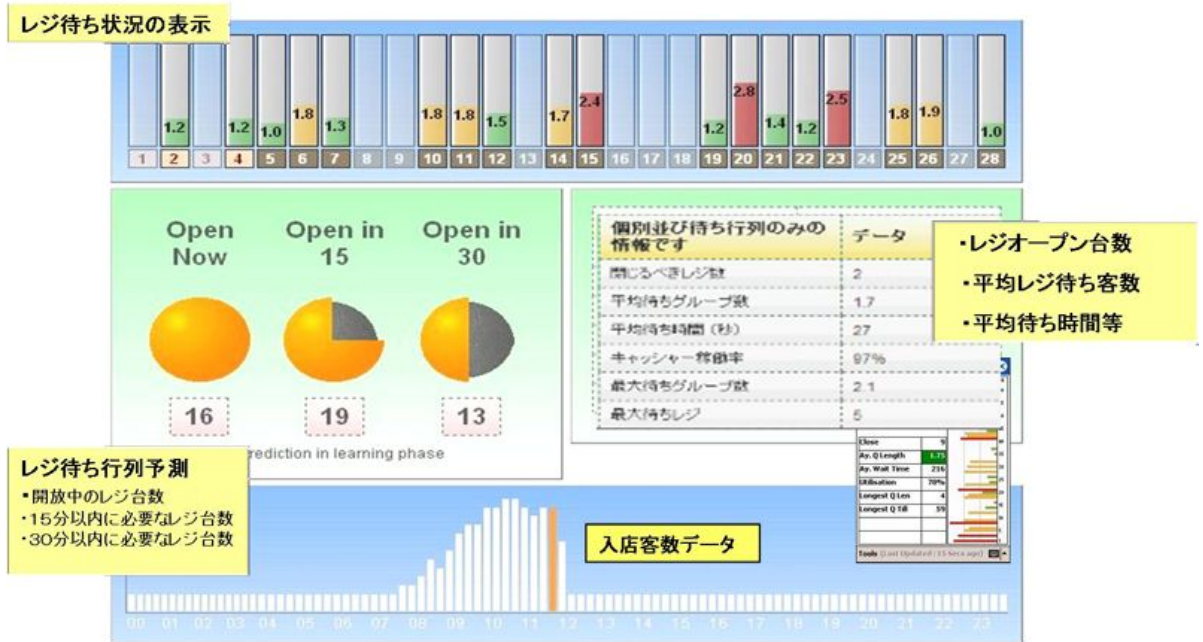 レジ待ち状況の表示
1.2 1.2 1.0 1.8 1.3 1.8 1.8 1.5 1.7 2.4 1.2 2.8 1.4 1.2 2.5 1.8 1.9 1.0
1 2 3 4 5 6 7 8 9 10 11 12 13 14 15 16 17 18 19 20 21 22 23 24 25 26 27 28
Open Now
Open in 15
Open in 30
16 19 13
rediction in learning phase
個別並び待ち行列のみの
情報です
データ
閉じるべきレジ数 2
平均待ちグループ数 1.7
平均待ち時間（秒） 27
キャッシャー稼働率 97%
最大待ちグループ数 2.1
最大待ちレジ 5
・レジオープン台数
・平均レジ待ち客数
・平均待ち時間等
Close 9
Av. Q Length 1.75
Av. Wait Time 236
Utilisation 70%
Longest Q Len 4
Longest Q Till 59
Tools (Last Updated : 15 Secs ago)
レジ待ち行列予測
・開放中のレジ台数
・15分以内に必要なレジ台数
・30分以内に必要なレジ台数
入店客数データ
00 01 02 03 04 05 06 07 08 09 10 11 12 13 14 15 16 17 18 19 20 21 22 23